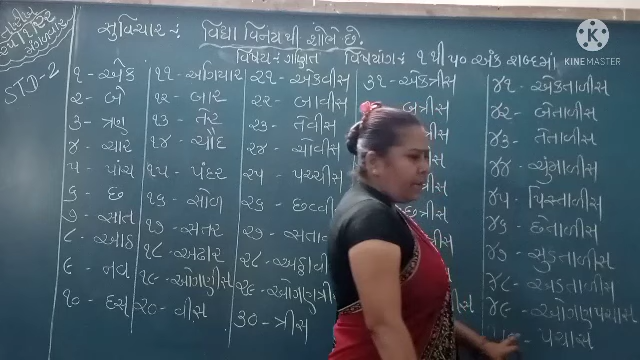 સુવિચાર :- વિદ્યા વિનયથી શોભે છે.
વિષય : ગણિત વિષયાંગ : ૧ થી ૫૦ અંક શબ્દમાં
STD-2
૧ - એક
૨ - બે
૩ - ત્રણ
૪ - ચાર
૫ - પાંચ
૬ - છ
૭ - સાત
૮ - આઠ
૯ - નવ
૧૦ - દસ
૧૧ - અગિયાર
૧૨ - બાર
૧૩ - તેર
૧૪ - ચૌદ
૧૫ - પંદર
૧૬ - સોળ
૧૭ - સતર
૧૮ - અઢાર
૧૯ - ઓગણીસ
૨૦ - વીસ
૨૧ - એકવીસ
૨૨ - બાવીસ
૨૩ - તેવીસ
૨૪ - ચોવીસ
૨૫ - પચ્ચીસ
૨૬ - છવ્વી
૨૭ - સતા
૨૮ - અઠ્ઠાવી
૨૯ - ઓગણત્રી
૩૦ - ત્રીસ
૩૧ - એકત્રીસ
બત્રીસ
છત્રીસ
૪૧ - એકતાળીસ
૪૨ - બેતાળીસ
૪૩ - તેતાળીસ
૪૪ - ચુંમાળીસ
૪૫ - પિસ્તાળીસ
૪૬ - છેતાળીસ
૪૭ - સુડતાળીસ
૪૮ - અડતાળીસ
૪૯ - ઓગણપચાસ
પચાસ
KINEMASTER